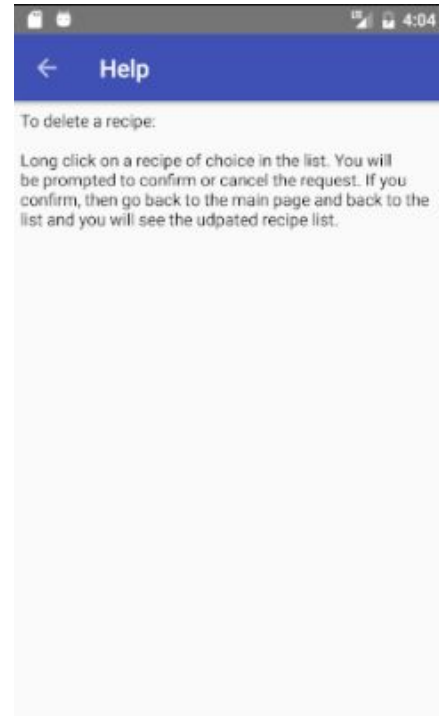 LTE 4:04
Help
To delete a recipe:
Long click on a recipe of choice in the list. You will
be prompted to confirm or cancel the request. If you
confirm, then go back to the main page and back to the
list and you will see the udpated recipe list.